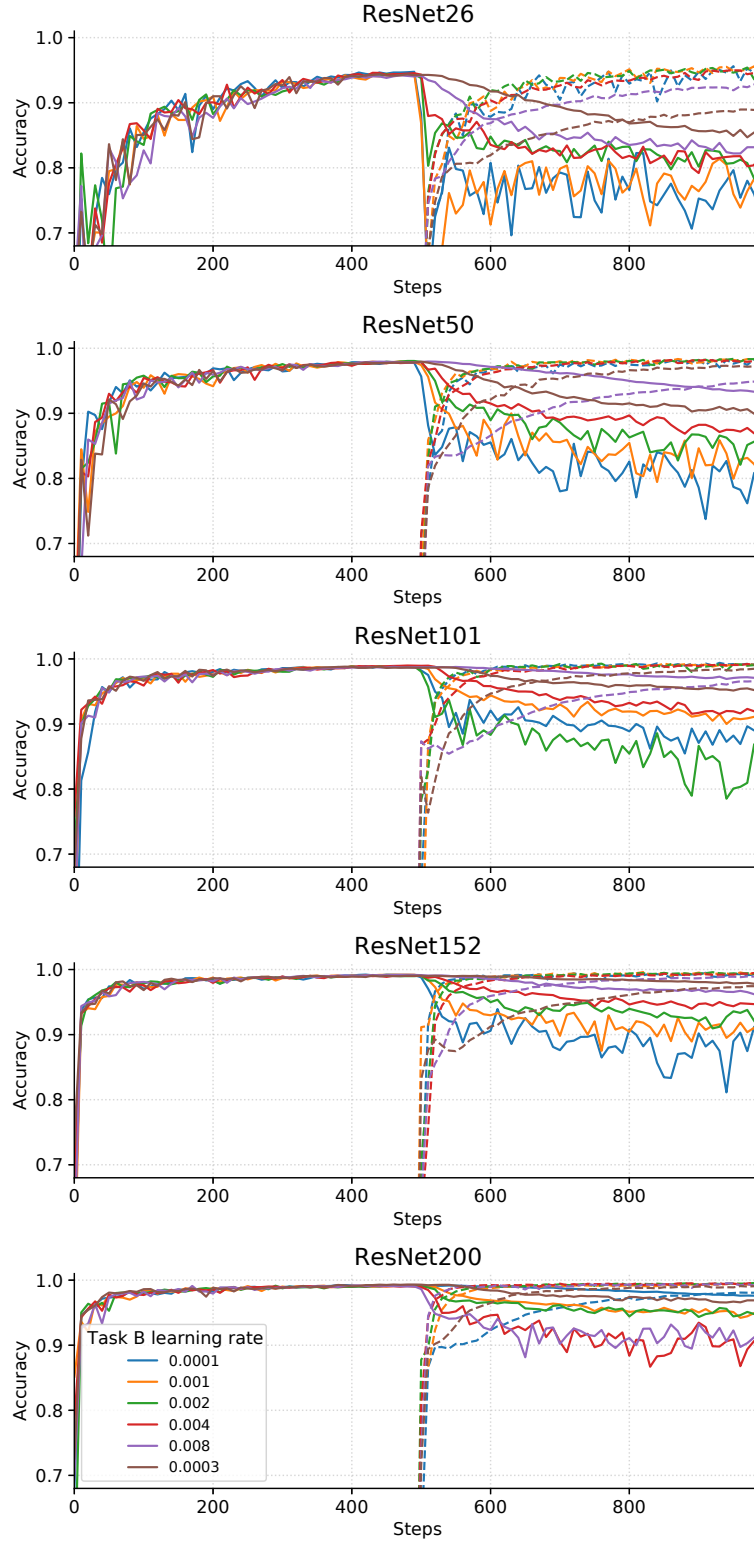 ResNet26
1.0
0.9
0.8
0.7
Accuracy
0 200 400 600 800
Steps
ResNet50
1.0
0.9
0.8
0.7
Accuracy
0 200 400 600 800
Steps
ResNet101
1.0
0.9
0.8
0.7
Accuracy
0 200 400 600 800
Steps
ResNet152
1.0
0.9
0.8
0.7
Accuracy
0 200 400 600 800
Steps
ResNet200
1.0
0.9
0.8
0.7
Accuracy
Task B learning rate
0.0001
0.001
0.002
0.004
0.008
0.0003
0 200 400 600 800
Steps